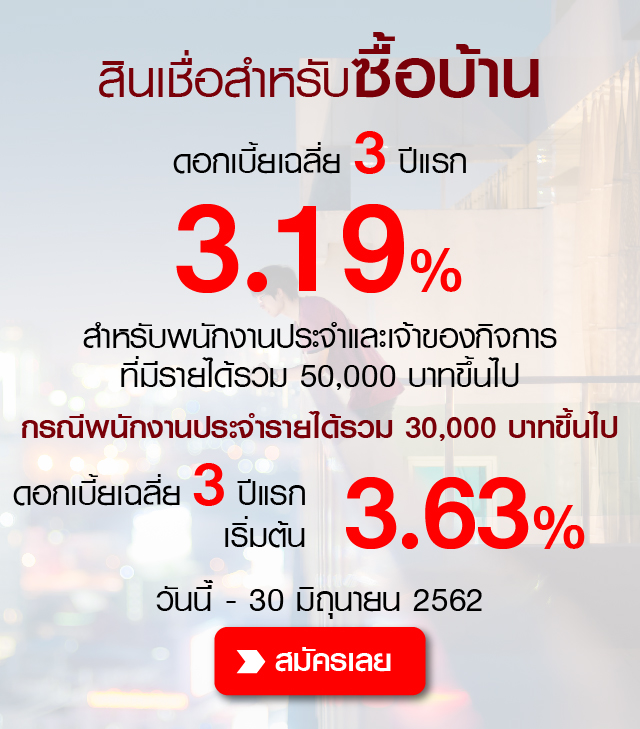 สินเชื่อสำหรับซื้อบ้าน
ดอกเบี้ยเฉลี่ย 3 ปีแรก
3.19%
สำหรับพนักงานประจำและเจ้าของกิจการ
ที่มีรายได้รวม 50,000 บาทขึ้นไป
กรณีพนักงานประจำรายได้รวม 30,000 บาทขึ้นไป
ดอกเบี้ยเฉลี่ย 3 ปีแรก
เริ่มต้น
3.63%
วันนี้ - 30 มิถุนายน 2562
สมัครเลย